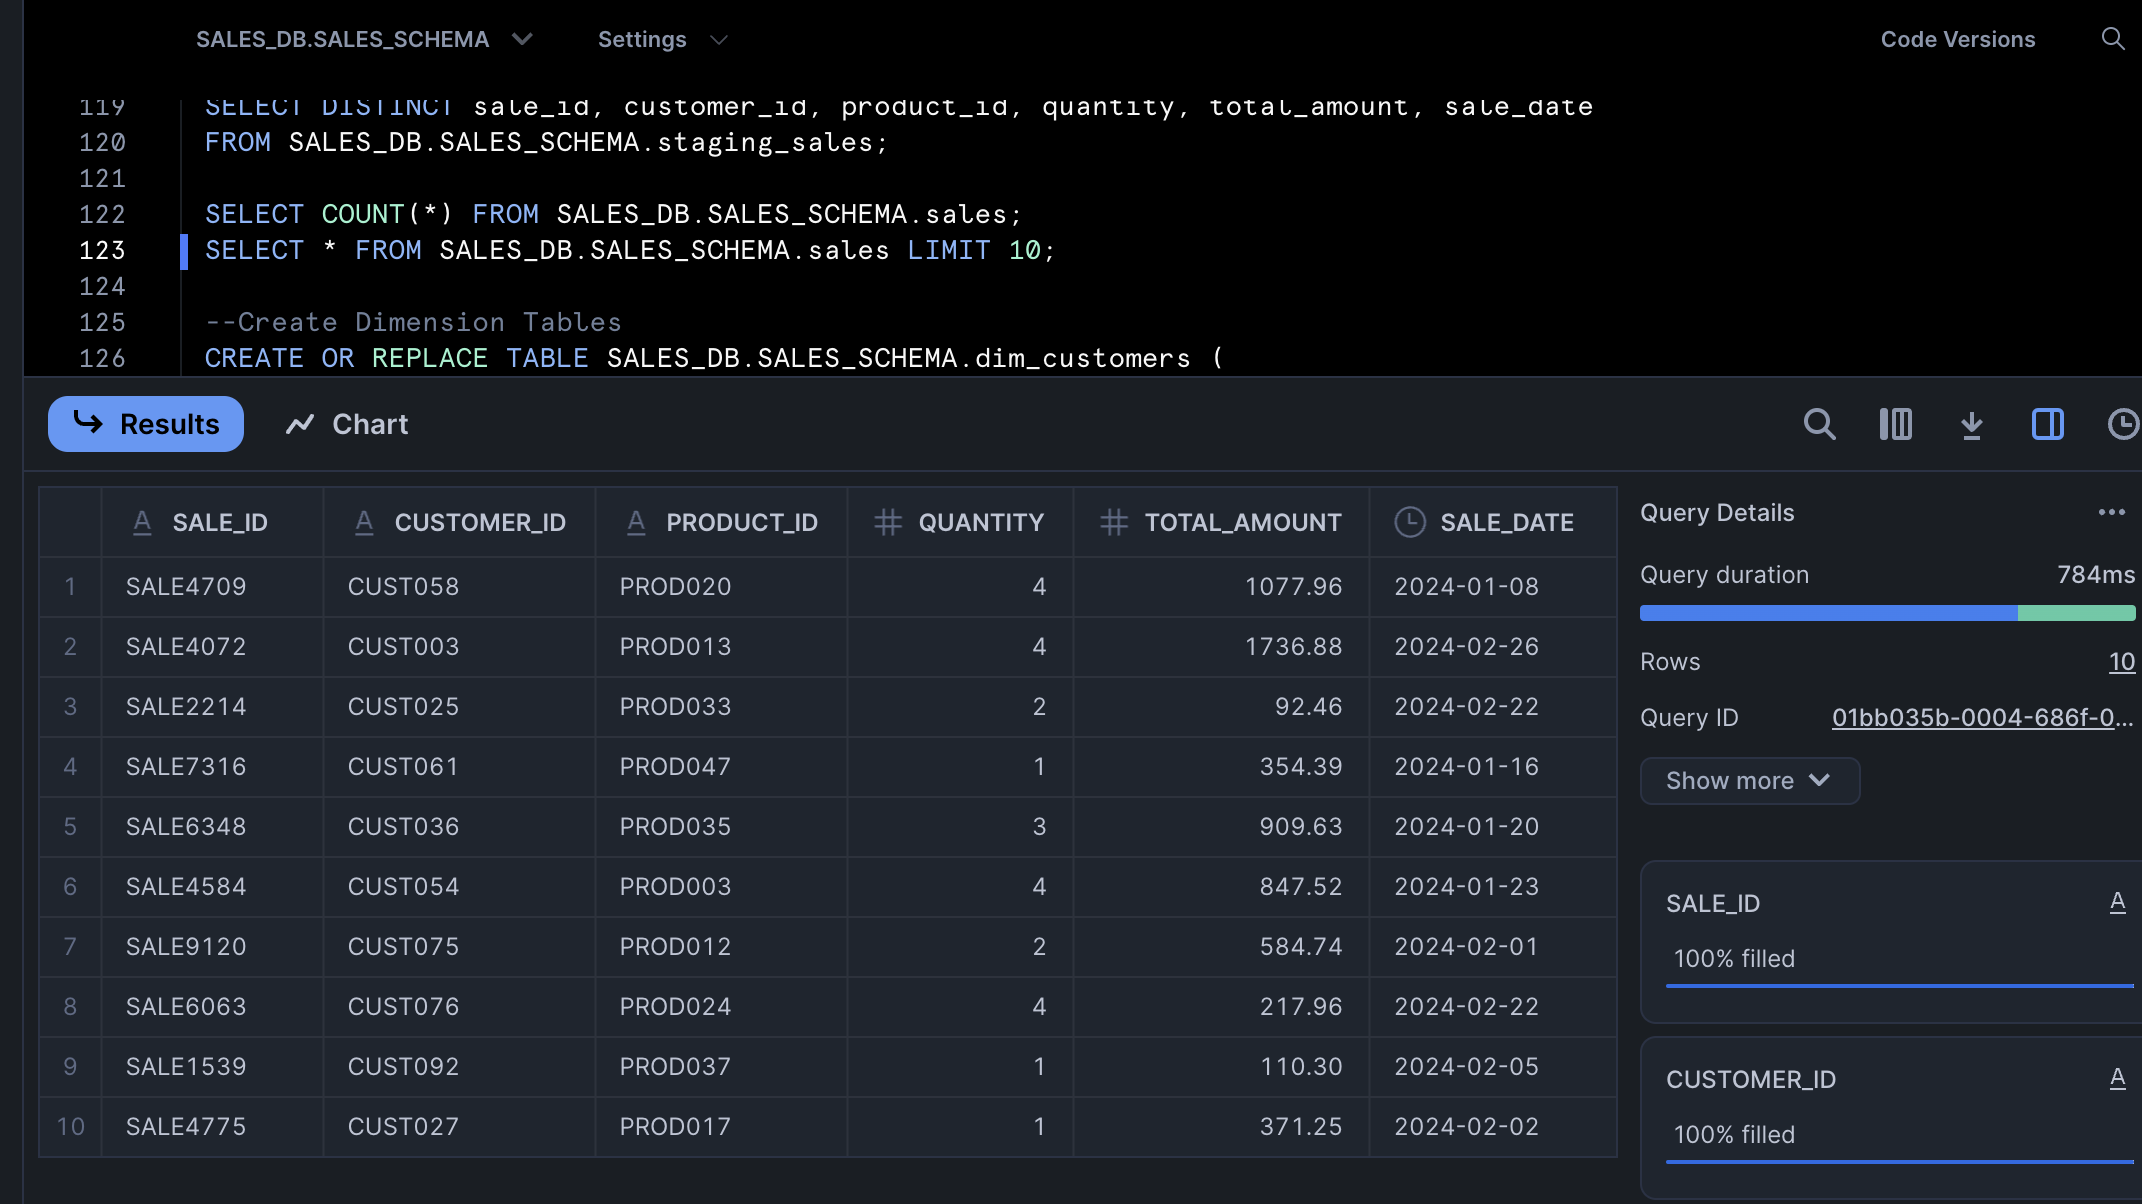 SALES_DB.SALES_SCHEMA Settings Code Versions
119 SELECT DISTINCT sale_id, customer_id, product_id, quantity, total_amount, sale_date
120 FROM SALES_DB.SALES_SCHEMA.staging_sales;
121
122 SELECT COUNT(*) FROM SALES_DB.SALES_SCHEMA.sales;
123 SELECT * FROM SALES_DB.SALES_SCHEMA.sales LIMIT 10;
124
125 --Create Dimension Tables
126 CREATE OR REPLACE TABLE SALES_DB.SALES_SCHEMA.dim_customers (
Results Chart
A SALE_ID A CUSTOMER_ID A PRODUCT_ID # QUANTITY # TOTAL_AMOUNT SALE_DATE
1 SALE4709 CUST058 PROD020 4 1077.96 2024-01-08
2 SALE4072 CUST003 PROD013 4 1736.88 2024-02-26
3 SALE2214 CUST025 PROD033 2 92.46 2024-02-22
4 SALE7316 CUST061 PROD047 1 354.39 2024-01-16
5 SALE6348 CUST036 PROD035 3 909.63 2024-01-20
6 SALE4584 CUST054 PROD003 4 847.52 2024-01-23
7 SALE9120 CUST075 PROD012 2 584.74 2024-02-01
8 SALE6063 CUST076 PROD024 4 217.96 2024-02-22
9 SALE1539 CUST092 PROD037 1 110.30 2024-02-05
10 SALE4775 CUST027 PROD017 1 371.25 2024-02-02
Query Details ...
Query duration 784ms
Rows 10
Query ID 01bb035b-0004-686f-0...
Show more
SALE_ID A
100% filled
CUSTOMER_ID A
100% filled